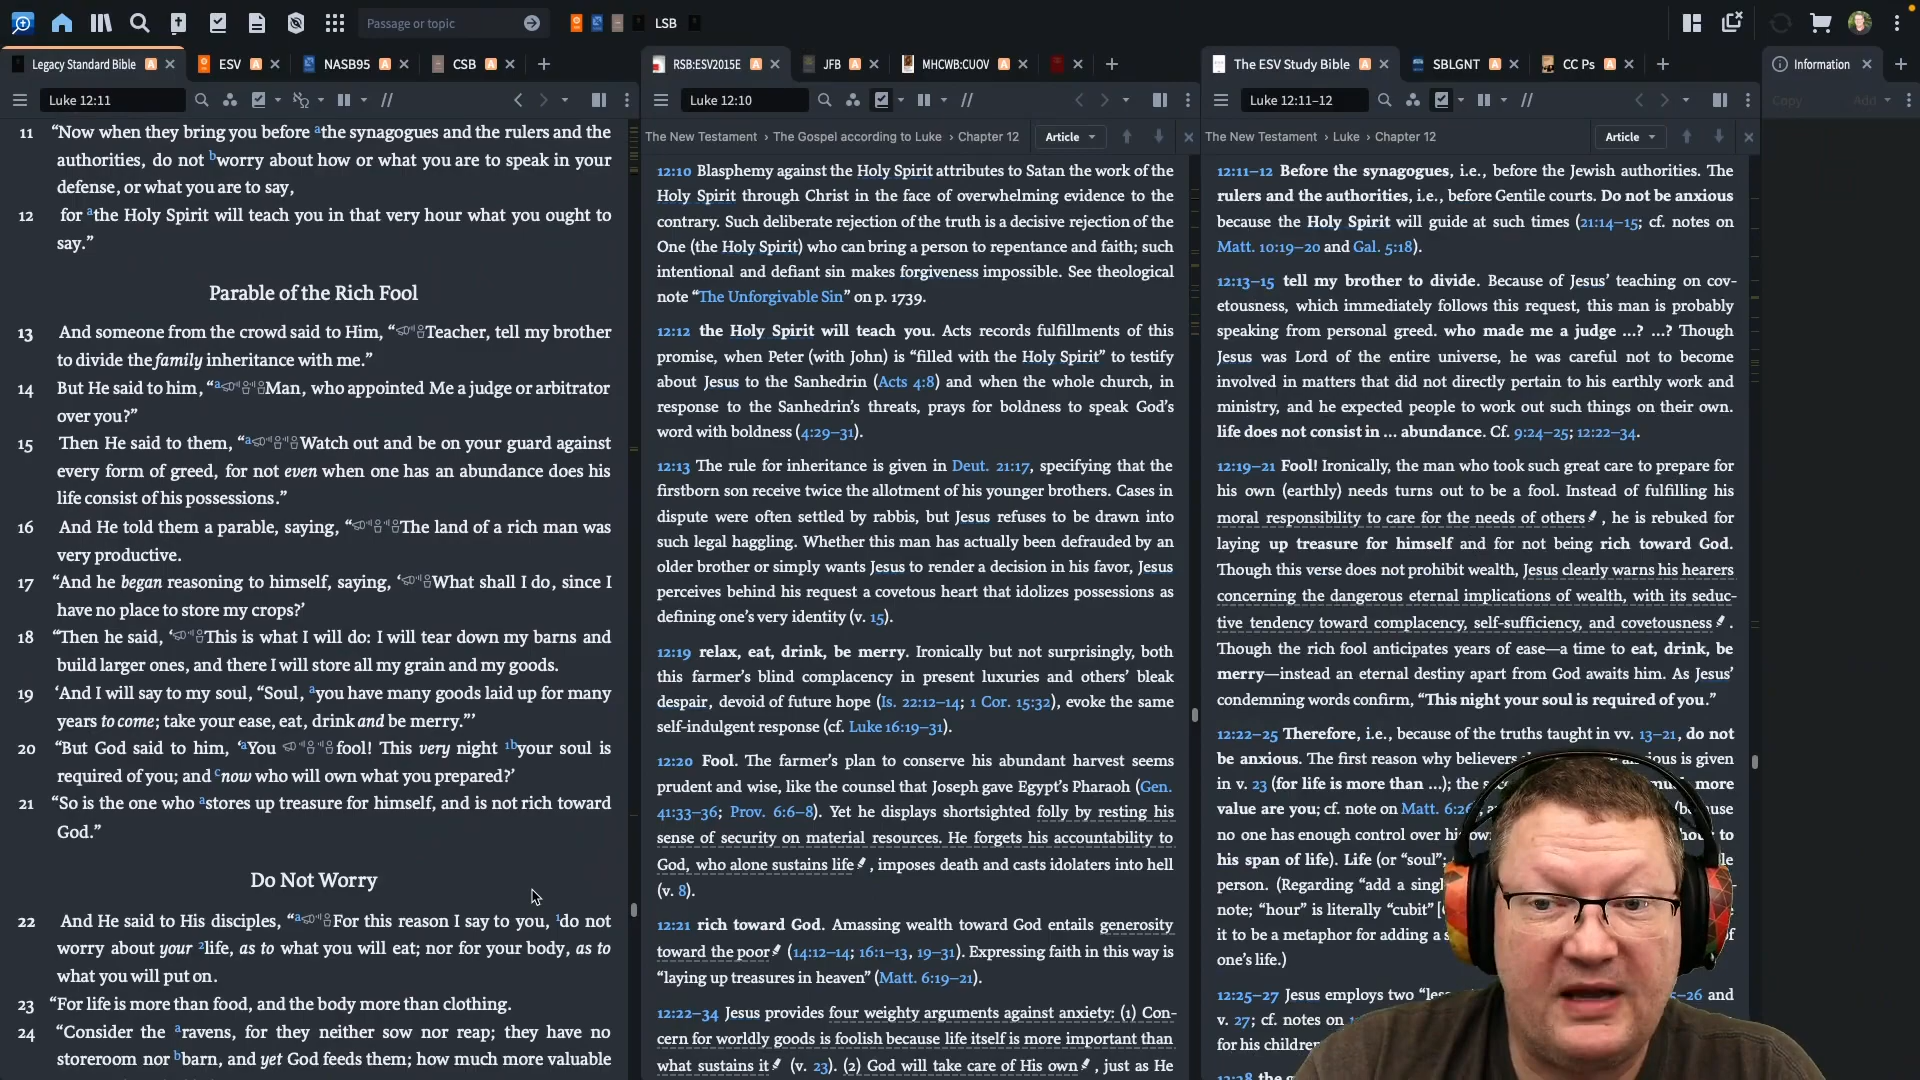 Passage or topic
LSB
Legacy Standard Bible A
ESV A
NASB95 A
CSB A
RSB:ESV2015E A
JFB A
MHCWB:CUOV A
A
The ESV Study Bible A
SBLGNT A
CC Ps A
Information
Luke 12:11
Luke 12:10
Luke 12:11–12
Copy
Add
11 “Now when they bring you before a the synagogues and the rulers and the
authorities, do not b worry about how or what you are to speak in your
defense, or what you are to say,
12 for a the Holy Spirit will teach you in that very hour what you ought to
say.”
Parable of the Rich Fool
13 And someone from the crowd said to Him, “Teacher, tell my brother
to divide the family inheritance with me.”
14 But He said to him, “a Man, who appointed Me a judge or arbitrator
over you?”
15 Then He said to them, “a Watch out and be on your guard against
every form of greed, for not even when one has an abundance does his
life consist of his possessions.”
16 And He told them a parable, saying, “The land of a rich man was
very productive.
17 “And he began reasoning to himself, saying, ‘What shall I do, since I
have no place to store my crops?’
18 “Then he said, ‘This is what I will do: I will tear down my barns and
build larger ones, and there I will store all my grain and my goods.
19 ‘And I will say to my soul, “Soul, a you have many goods laid up for many
years to come; take your ease, eat, drink and be merry.”’
20 “But God said to him, ‘a You fool! This very night 1b your soul is
required of you; and c now who will own what you prepared?’
21 “So is the one who a stores up treasure for himself, and is not rich toward
God.”
Do Not Worry
22 And He said to His disciples, “a For this reason I say to you, 1 do not
worry about your 2 life, as to what you will eat; nor for your body, as to
what you will put on.
23 “For life is more than food, and the body more than clothing.
24 “Consider the a ravens, for they neither sow nor reap; they have no
storeroom nor b barn, and yet God feeds them; how much more valuable
The New Testament › The Gospel according to Luke › Chapter 12
Article
12:10 Blasphemy against the Holy Spirit attributes to Satan the work of the
Holy Spirit through Christ in the face of overwhelming evidence to the
contrary. Such deliberate rejection of the truth is a decisive rejection of the
One (the Holy Spirit) who can bring a person to repentance and faith; such
intentional and defiant sin makes forgiveness impossible. See theological
note “The Unforgivable Sin” on p. 1739.
12:12 the Holy Spirit will teach you. Acts records fulfillments of this
promise, when Peter (with John) is “filled with the Holy Spirit” to testify
about Jesus to the Sanhedrin (Acts 4:8) and when the whole church, in
response to the Sanhedrin’s threats, prays for boldness to speak God’s
word with boldness (4:29–31).
12:13 The rule for inheritance is given in Deut. 21:17, specifying that the
firstborn son receive twice the allotment of his younger brothers. Cases in
dispute were often settled by rabbis, but Jesus refuses to be drawn into
such legal haggling. Whether this man has actually been defrauded by an
older brother or simply wants Jesus to render a decision in his favor, Jesus
perceives behind his request a covetous heart that idolizes possessions as
defining one’s very identity (v. 15).
12:19 relax, eat, drink, be merry. Ironically but not surprisingly, both
this farmer’s blind complacency in present luxuries and others’ bleak
despair, devoid of future hope (Is. 22:12–14; 1 Cor. 15:32), evoke the same
self-indulgent response (cf. Luke 16:19–31).
12:20 Fool. The farmer’s plan to conserve his abundant harvest seems
prudent and wise, like the counsel that Joseph gave Egypt’s Pharaoh (Gen.
41:33–36; Prov. 6:6–8). Yet he displays shortsighted folly by resting his
sense of security on material resources. He forgets his accountability to
God, who alone sustains life, imposes death and casts idolaters into hell
(v. 8).
12:21 rich toward God. Amassing wealth toward God entails generosity
toward the poor (14:12–14; 16:1–13, 19–31). Expressing faith in this way is
“laying up treasures in heaven” (Matt. 6:19–21).
12:22–34 Jesus provides four weighty arguments against anxiety: (1) Con-
cern for worldly goods is foolish because life itself is more important than
what sustains it (v. 23). (2) God will take care of His own, just as He
The New Testament › Luke › Chapter 12
Article
12:11–12 Before the synagogues, i.e., before the Jewish authorities. The
rulers and the authorities, i.e., before Gentile courts. Do not be anxious
because the Holy Spirit will guide at such times (21:14–15; cf. notes on
Matt. 10:19–20 and Gal. 5:18).
12:13–15 tell my brother to divide. Because of Jesus’ teaching on cov-
etousness, which immediately follows this request, this man is probably
speaking from personal greed. who made me a judge …? …? Though
Jesus was Lord of the entire universe, he was careful not to become
involved in matters that did not directly pertain to his earthly work and
ministry, and he expected people to work out such things on their own.
life does not consist in … abundance. Cf. 9:24–25; 12:22–34.
12:19–21 Fool! Ironically, the man who took such great care to prepare for
his own (earthly) needs turns out to be a fool. Instead of fulfilling his
moral responsibility to care for the needs of others, he is rebuked for
laying up treasure for himself and for not being rich toward God.
Though this verse does not prohibit wealth, Jesus clearly warns his hearers
concerning the dangerous eternal implications of wealth, with its seduc-
tive tendency toward complacency, self-sufficiency, and covetousness.
Though the rich fool anticipates years of ease—a time to eat, drink, be
merry—instead an eternal destiny apart from God awaits him. As Jesus’
condemning words confirm, “This night your soul is required of you.”
12:22–25 Therefore, i.e., because of the truths taught in vv. 13–21, do not
be anxious. The first reason why believers is given
in v. 23 (for life is more than …); the more
value are you; cf. note on Matt. 6:26
no one has enough control over his to
his span of life). Life (or “soul”;
person. (Regarding “add a
note; “hour” is literally “cubit”
it to be a metaphor for adding a of
one’s life.)
12:25–27 Jesus employs two and
v. 27; cf. notes on
for his